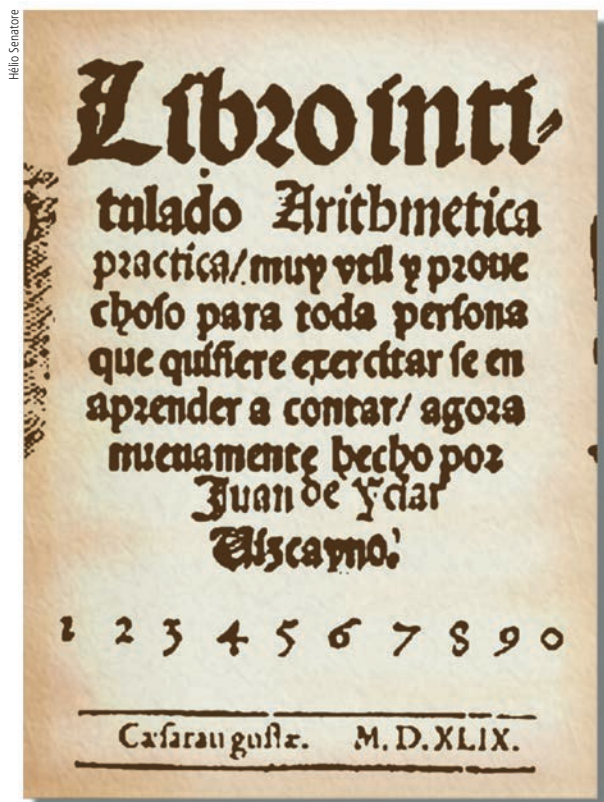 Hélio Senatore
Libro inti-
tulado Arithmetica
practica/ muy vtil y proue
choso para toda persona
que quisiere exercitar se en
aprender a contar/ agora
nueuamente hecho por
Juan de Yciar
Vizcayno.
1 2 3 4 5 6 7 8 9 0
Cæsaraugustæ. M.D.XLIX.